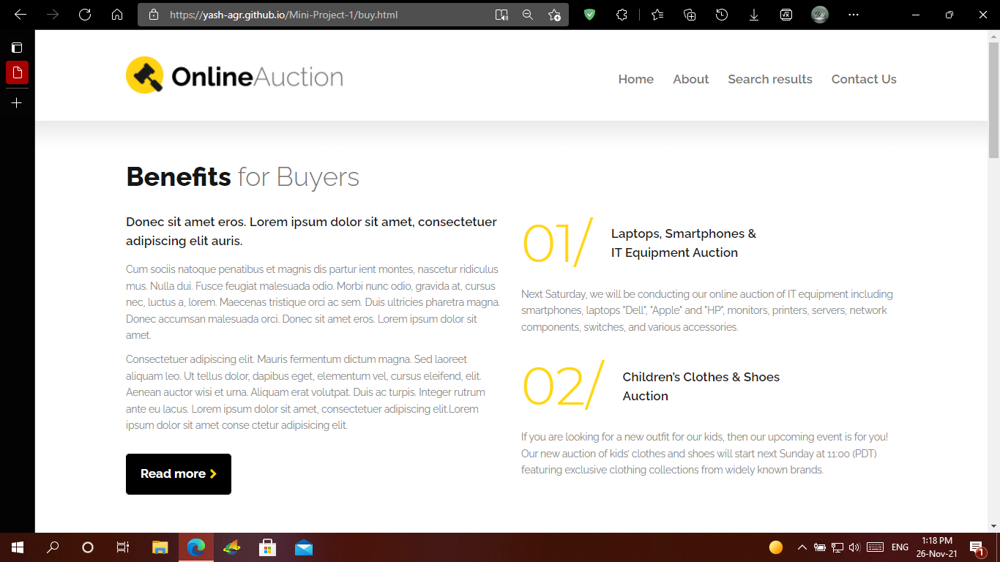 https://yash-agr.github.io/Mini-Project-1/buy.html
OnlineAuction
Home About Search results Contact Us
Benefits for Buyers
Donec sit amet eros. Lorem ipsum dolor sit amet, consectetuer
adipiscing elit auris.
Cum sociis natoque penatibus et magnis dis partur ient montes, nascetur ridiculus
mus. Nulla dui. Fusce feugiat malesuada odio. Morbi nunc odio, gravida at, cursus
nec, luctus a, lorem. Maecenas tristique orci ac sem. Duis ultricies pharetra magna.
Donec accumsan malesuada orci. Donec sit amet eros. Lorem ipsum dolor sit
amet.
Consectetuer adipiscing elit. Mauris fermentum dictum magna. Sed laoreet
aliquam leo. Ut tellus dolor, dapibus eget, elementum vel, cursus eleifend, elit.
Aenean auctor wisi et urna. Aliquam erat volutpat. Duis ac turpis. Integer rutrum
ante eu lacus. Lorem ipsum dolor sit amet, consectetuer adipiscing elit.Lorem
ipsum dolor sit amet conse ctetur adipisicing elit.
Read more
01/
Laptops, Smartphones &
IT Equipment Auction
Next Saturday, we will be conducting our online auction of IT equipment including
smartphones, laptops "Dell", "Apple" and "HP", monitors, printers, servers, network
components, switches, and various accessories.
02/
Children's Clothes & Shoes
Auction
If you are looking for a new outfit for our kids, then our upcoming event is for you!
Our new auction of kids' clothes and shoes will start next Sunday at 11:00 (PDT)
featuring exclusive clothing collections from widely known brands.
ENG
1:18 PM
26-Nov-21
1